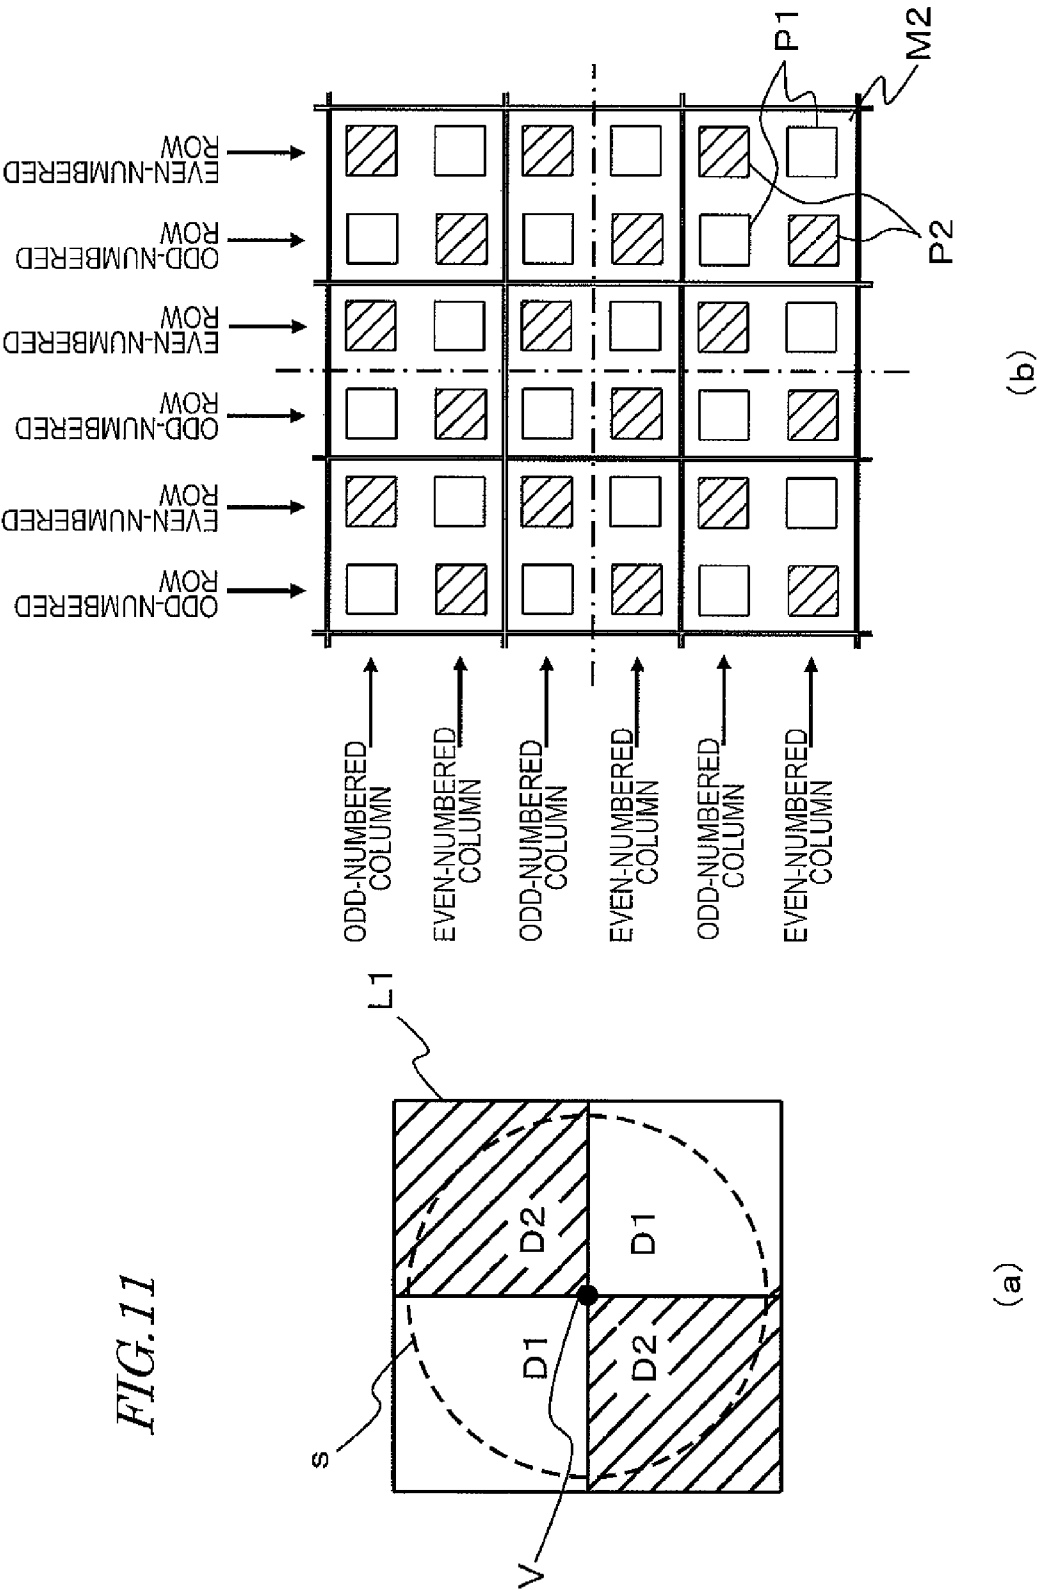 FIG.11
s
L1
D1
D2
D2
D1
V
(a)
ODD-NUMBERED
COLUMN
EVEN-NUMBERED
COLUMN
ODD-NUMBERED
COLUMN
EVEN-NUMBERED
COLUMN
ODD-NUMBERED
COLUMN
EVEN-NUMBERED
COLUMN
ODD-NUMBERED
ROW
EVEN-NUMBERED
ROW
ODD-NUMBERED
ROW
EVEN-NUMBERED
ROW
ODD-NUMBERED
ROW
EVEN-NUMBERED
ROW
P1
P2
M2
(b)